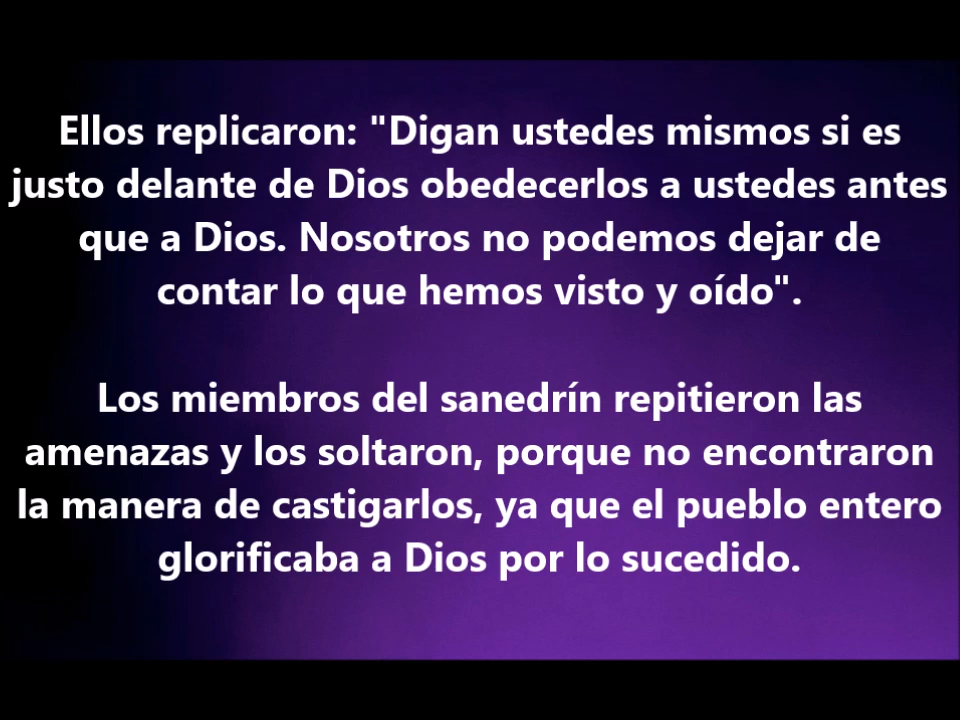 Ellos replicaron: "Digan ustedes mismos si es
justo delante de Dios obedecerlos a ustedes antes
que a Dios. Nosotros no podemos dejar de
contar lo que hemos visto y oído".
Los miembros del sanedrín repitieron las
amenazas y los soltaron, porque no encontraron
la manera de castigarlos, ya que el pueblo entero
glorificaba a Dios por lo sucedido.